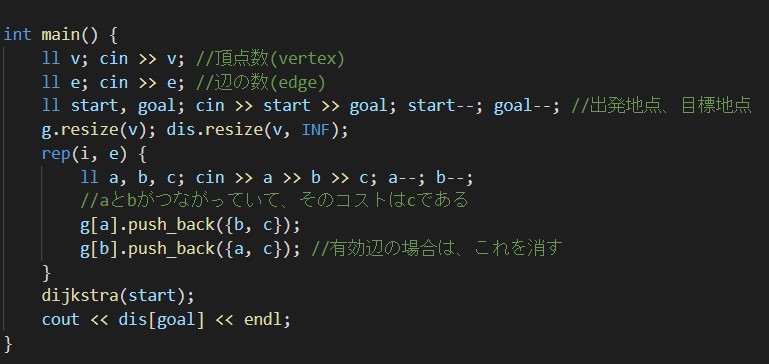 int main() {
ll v; cin >> v; //頂点数(vertex)
ll e; cin >> e; //辺の数(edge)
ll start, goal; cin >> start >> goal; start--; goal--; //出発地点、目標地点
g.resize(v); dis.resize(v, INF);
rep(i, e) {
ll a, b, c; cin >> a >> b >> c; a--; b--;
//aとbがつながっていて、そのコストはcである
g[a].push_back({b, c});
g[b].push_back({a, c}); //有効辺の場合は、これを消す
}
dijkstra(start);
cout << dis[goal] << endl;
}